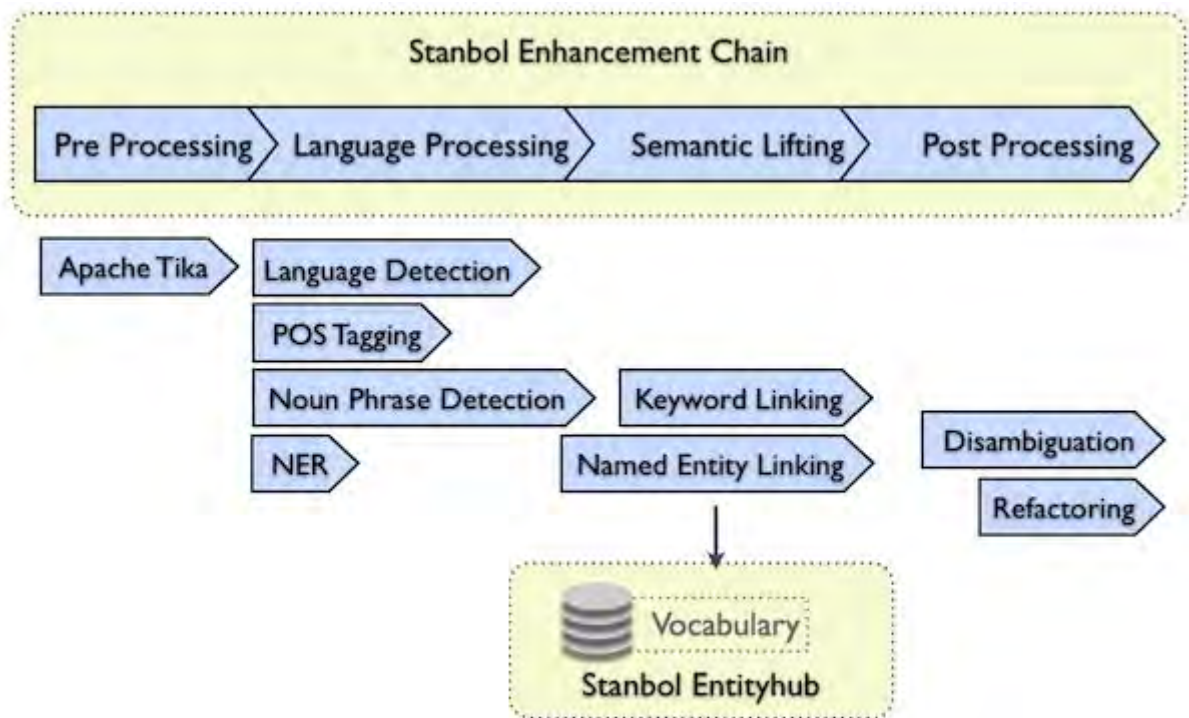 Stanbol Enhancement Chain
Pre Processing
Language Processing
Semantic Lifting
Post Processing
Apache Tika
Language Detection
POS Tagging
Noun Phrase Detection
NER
Keyword Linking
Named Entity Linking
Disambiguation
Refactoring
Vocabulary
Stanbol Entityhub